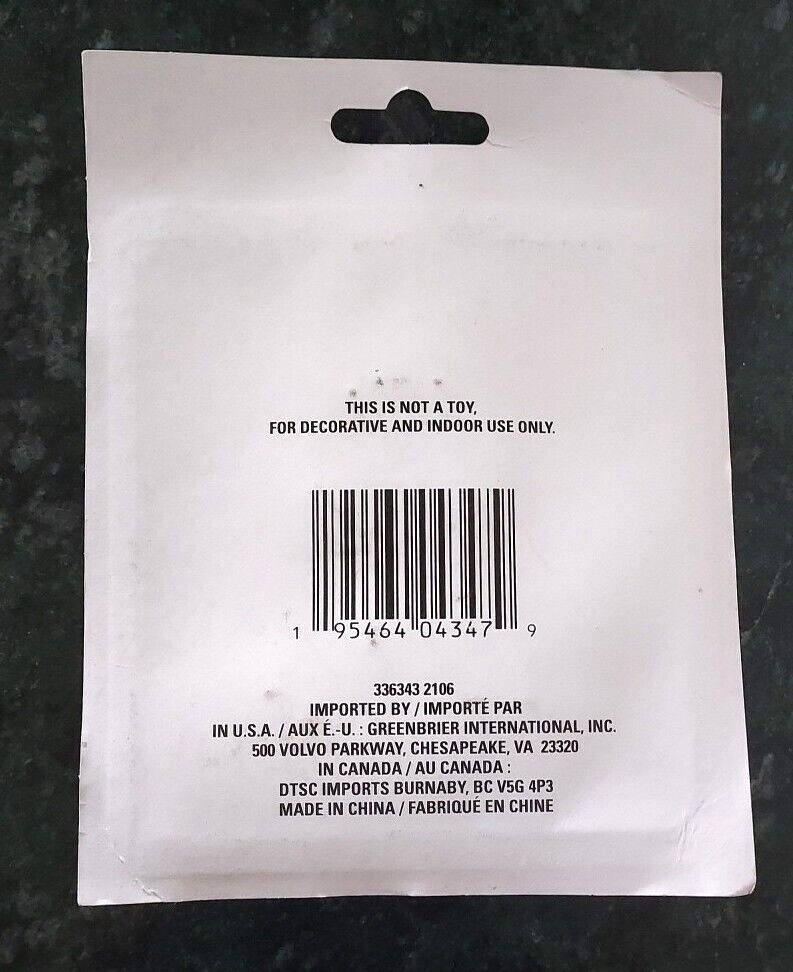 THIS IS NOT A TOY,
FOR DECORATIVE AND INDOOR USE ONLY.
1 95464 04347 9
336343 2106
IMPORTED BY / IMPORTÉ PAR
IN U.S.A. / AUX É.-U. : GREENBRIER INTERNATIONAL, INC.
500 VOLVO PARKWAY, CHESAPEAKE, VA 23320
IN CANADA / AU CANADA :
DTSC IMPORTS BURNABY, BC V5G 4P3
MADE IN CHINA / FABRIQUÉ EN CHINE